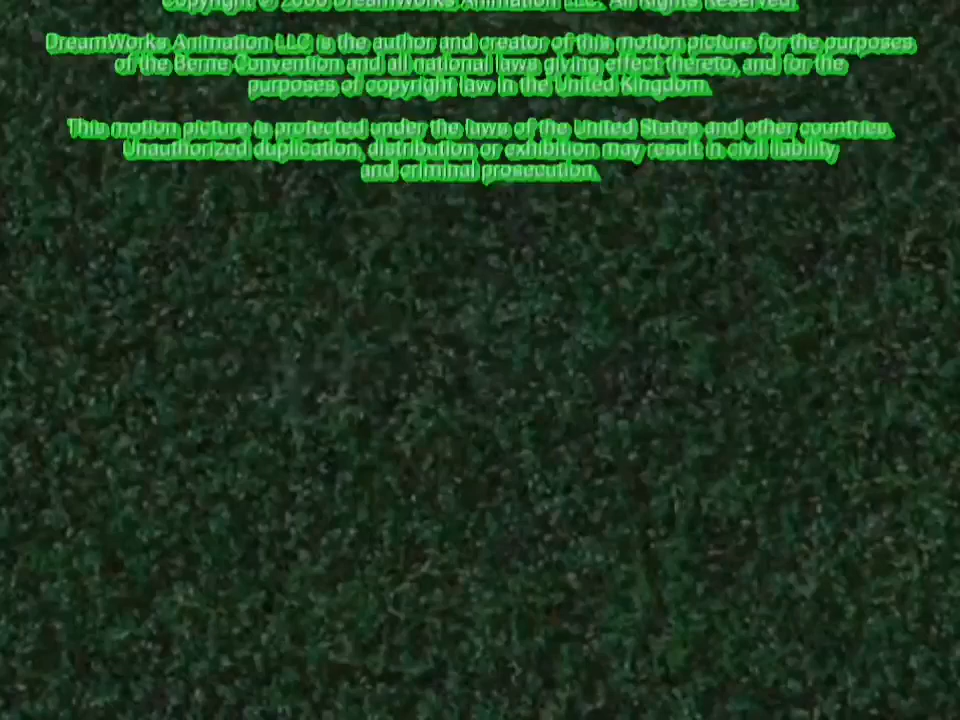 Copyright © 2006 DreamWorks Animation LLC. All Rights Reserved.
DreamWorks Animation LLC is the author and creator of this motion picture for the purposes
of the Berne Convention and all national laws giving effect thereto, and for the
purposes of copyright law in the United Kingdom.
This motion picture is protected under the laws of the United States and other countries.
Unauthorized duplication, distribution or exhibition may result in civil liability
and criminal prosecution.